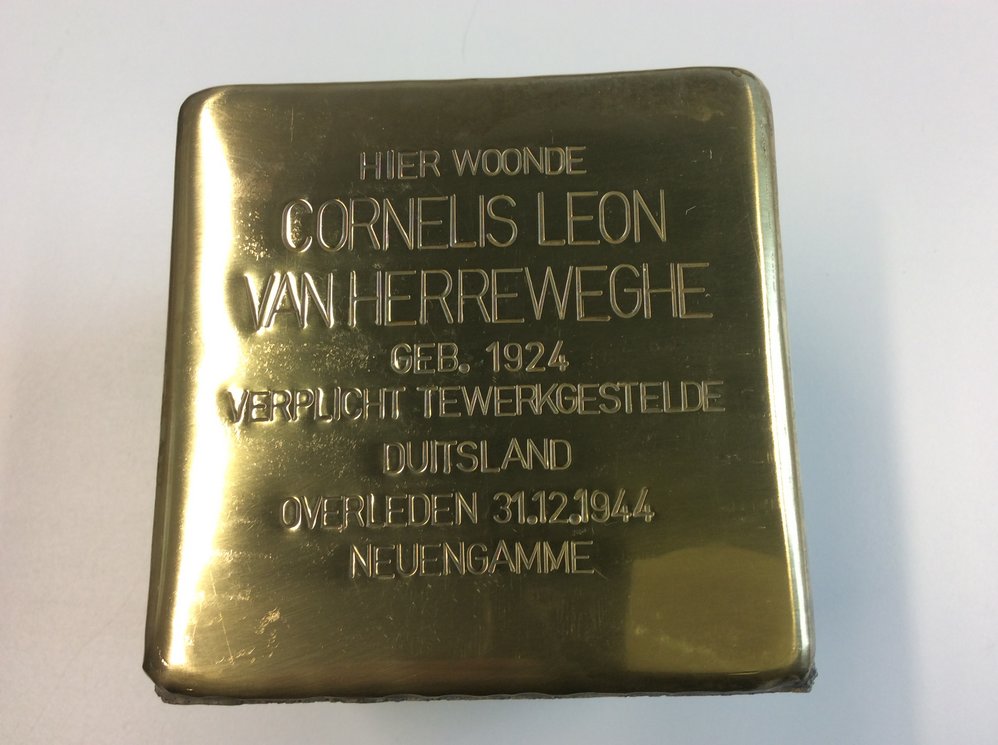 HIER WOONDE
CORNELIS LEON
VAN HERREWEGHE
GEB. 1924
VERPLICHT TEWERKGESTELDE
DUITSLAND
OVERLEDEN 31.12.1944
NEUENGAMME